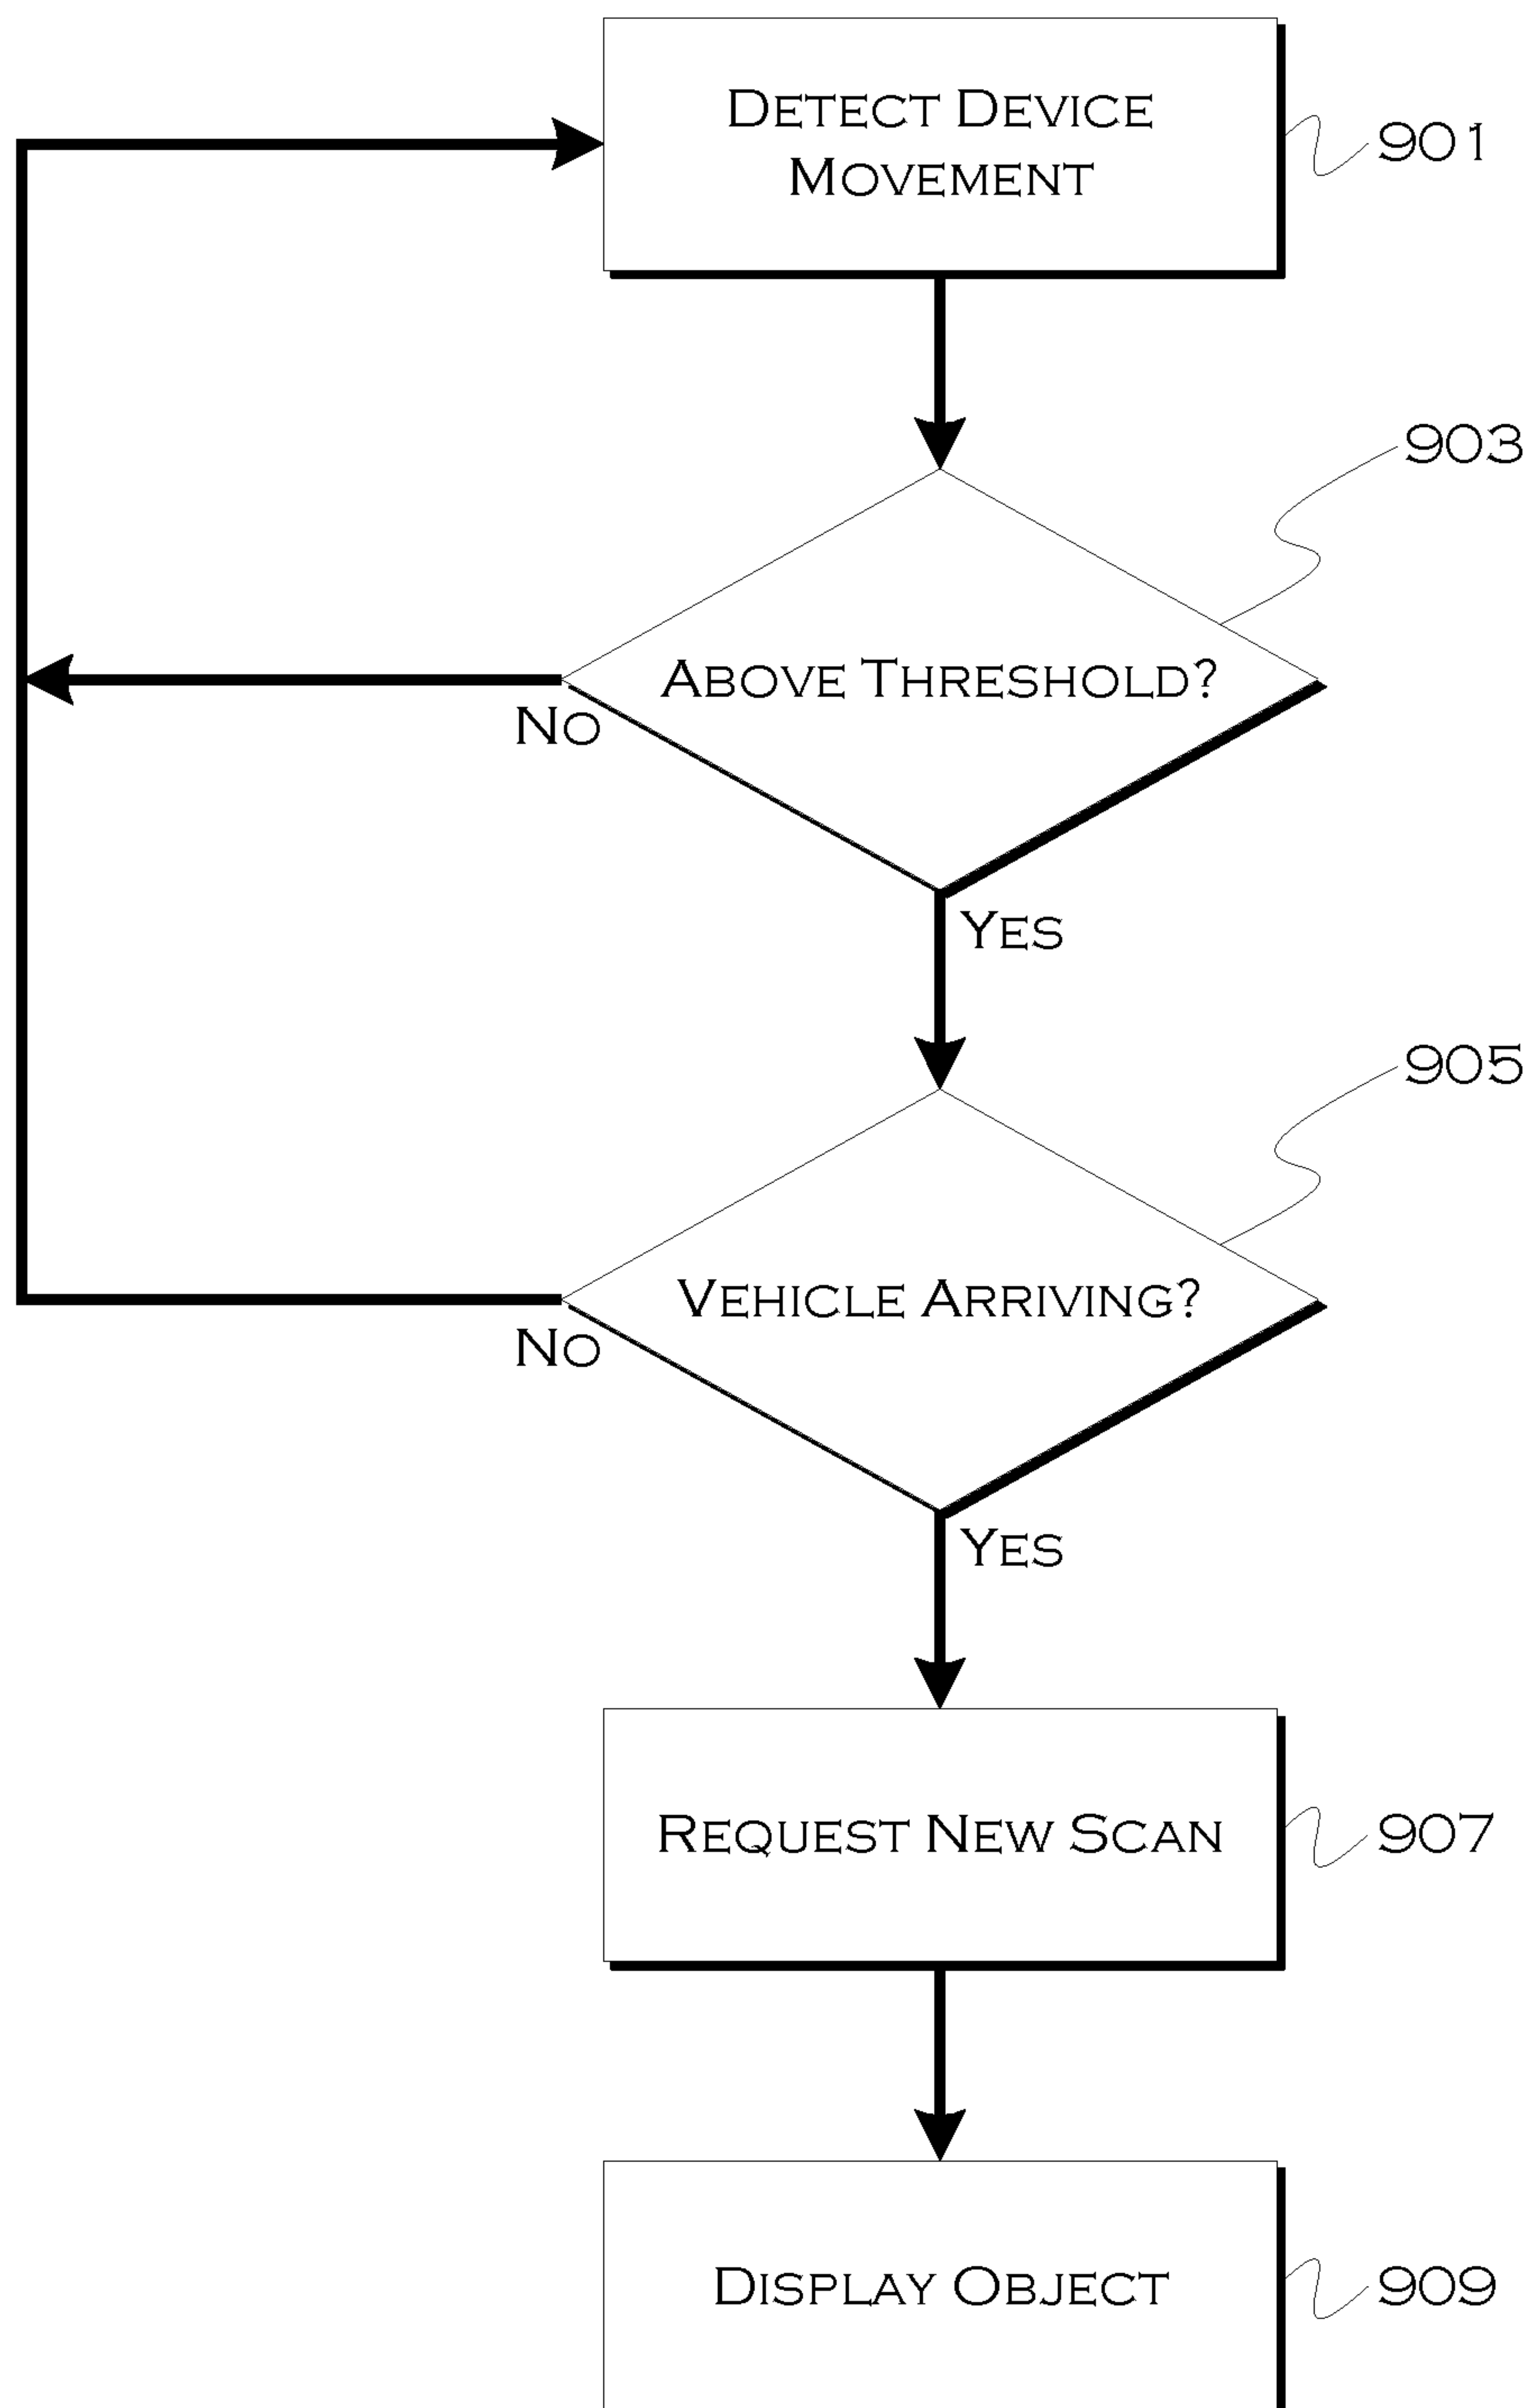 DETECT DEVICE
MOVEMENT
901
903
ABOVE THRESHOLD?
NO
YES
905
VEHICLE ARRIVING?
NO
YES
REQUEST NEW SCAN
907
DISPLAY OBJECT
909